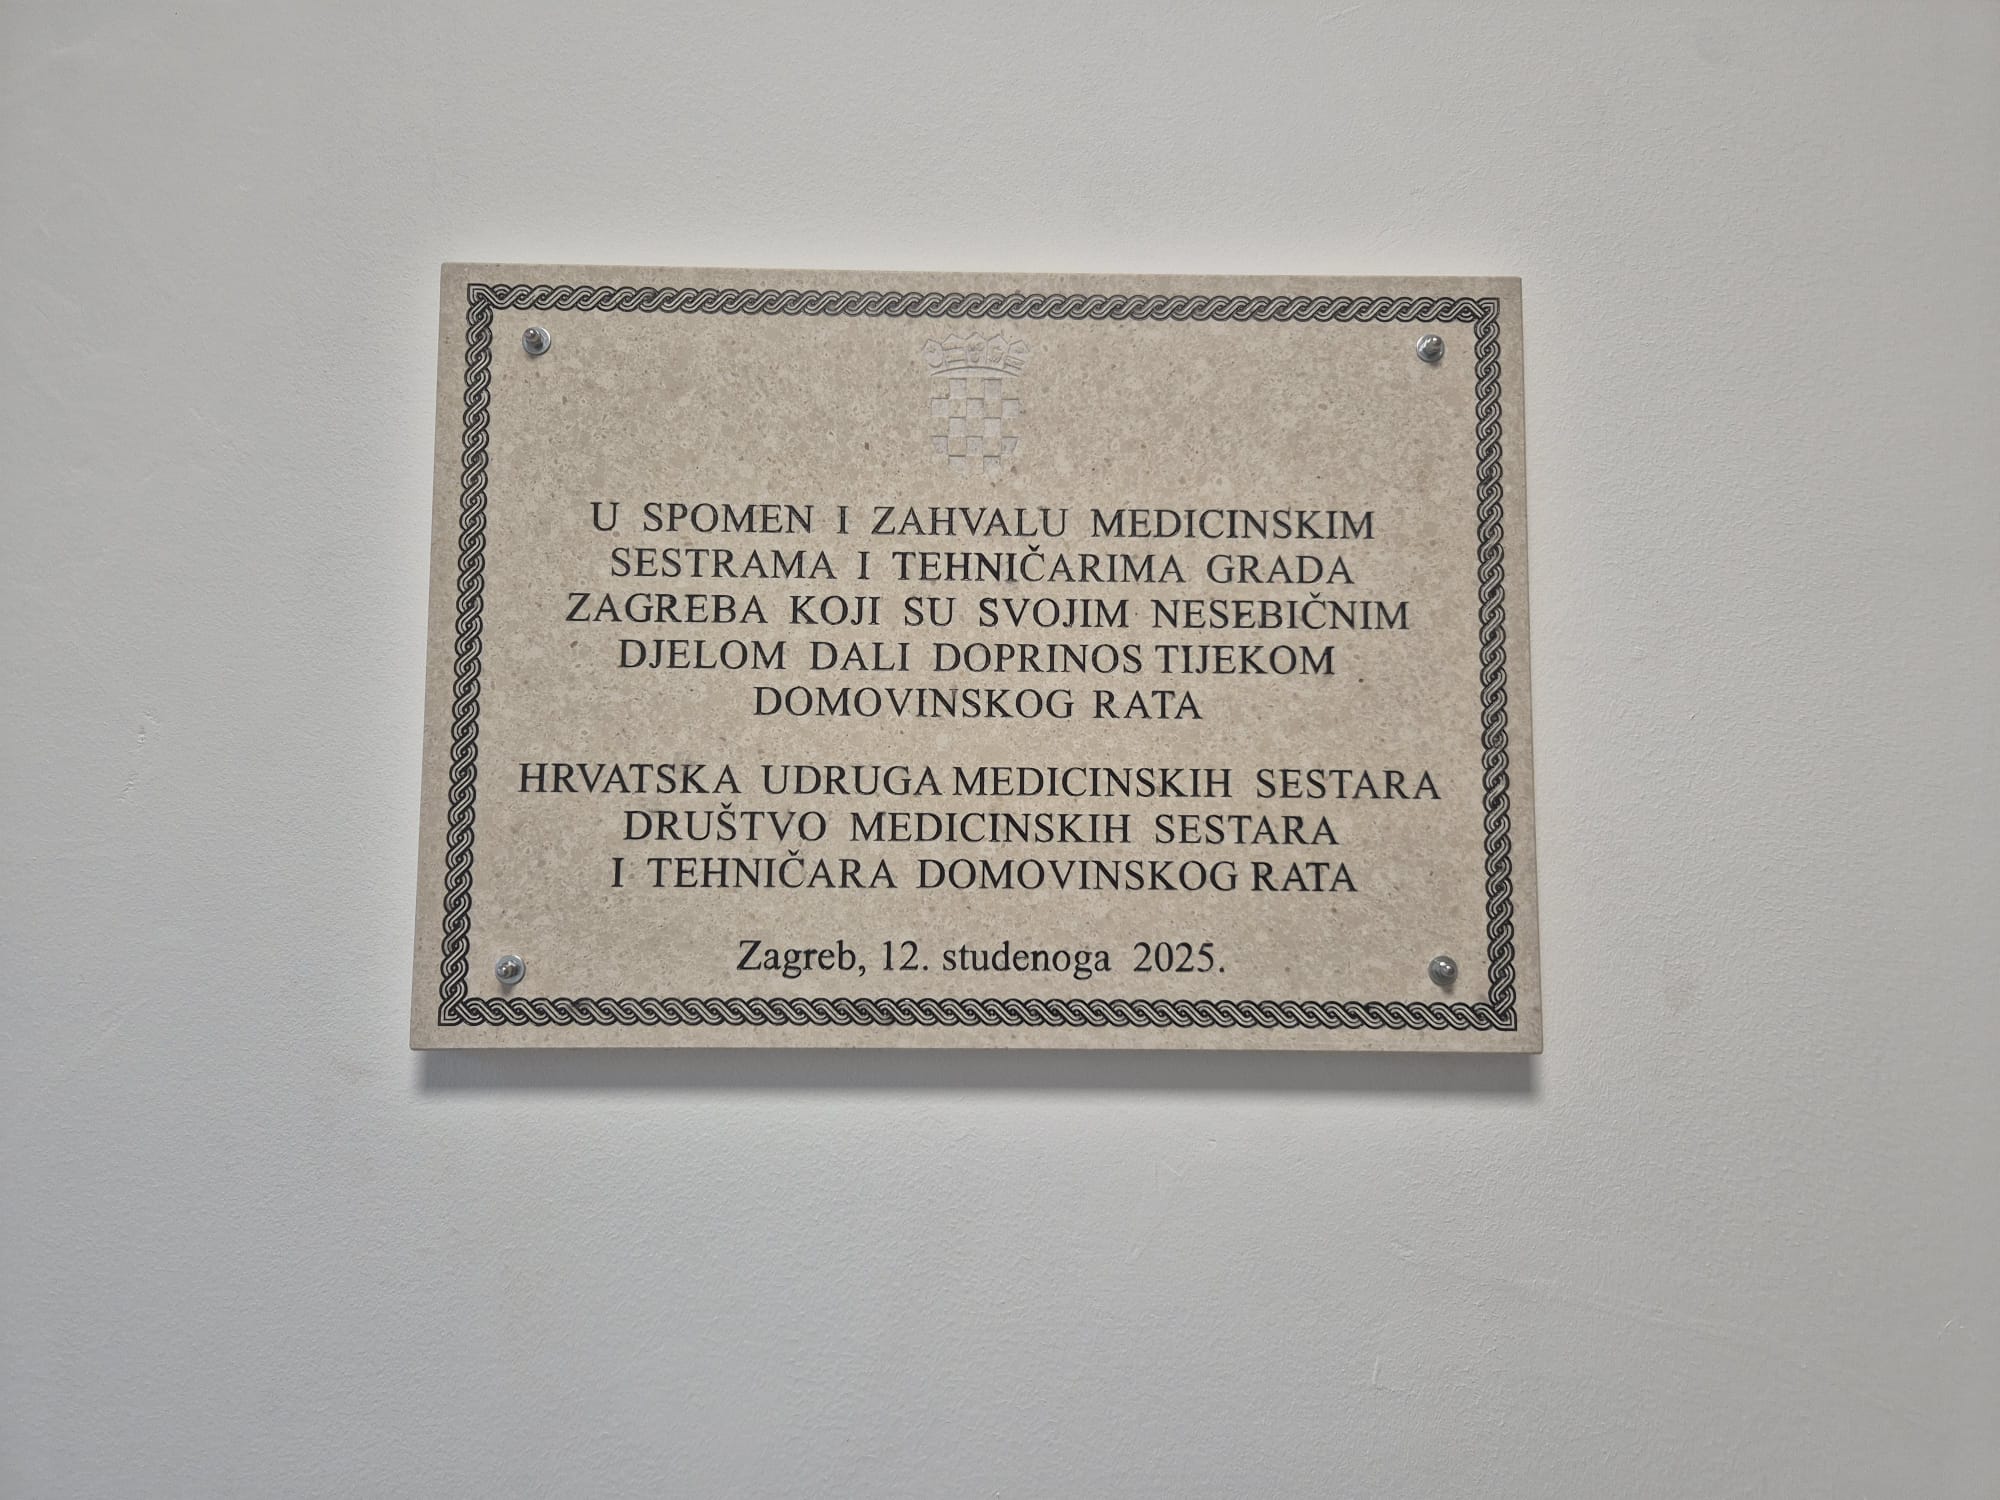 U SPOMEN I ZAHVALU MEDICINSKIM
SESTRAMA I TEHNIČARIMA GRADA
ZAGREBA KOJI SU SVOJIM NESEBIČNIM
DJELOM DALI DOPRINOS TIJEKOM
DOMOVINSKOG RATA
HRVATSKA UDRUGA MEDICINSKIH SESTARA
DRUŠTVO MEDICINSKIH SESTARA
I TEHNIČARA DOMOVINSKOG RATA
Zagreb, 12. studenoga 2025.